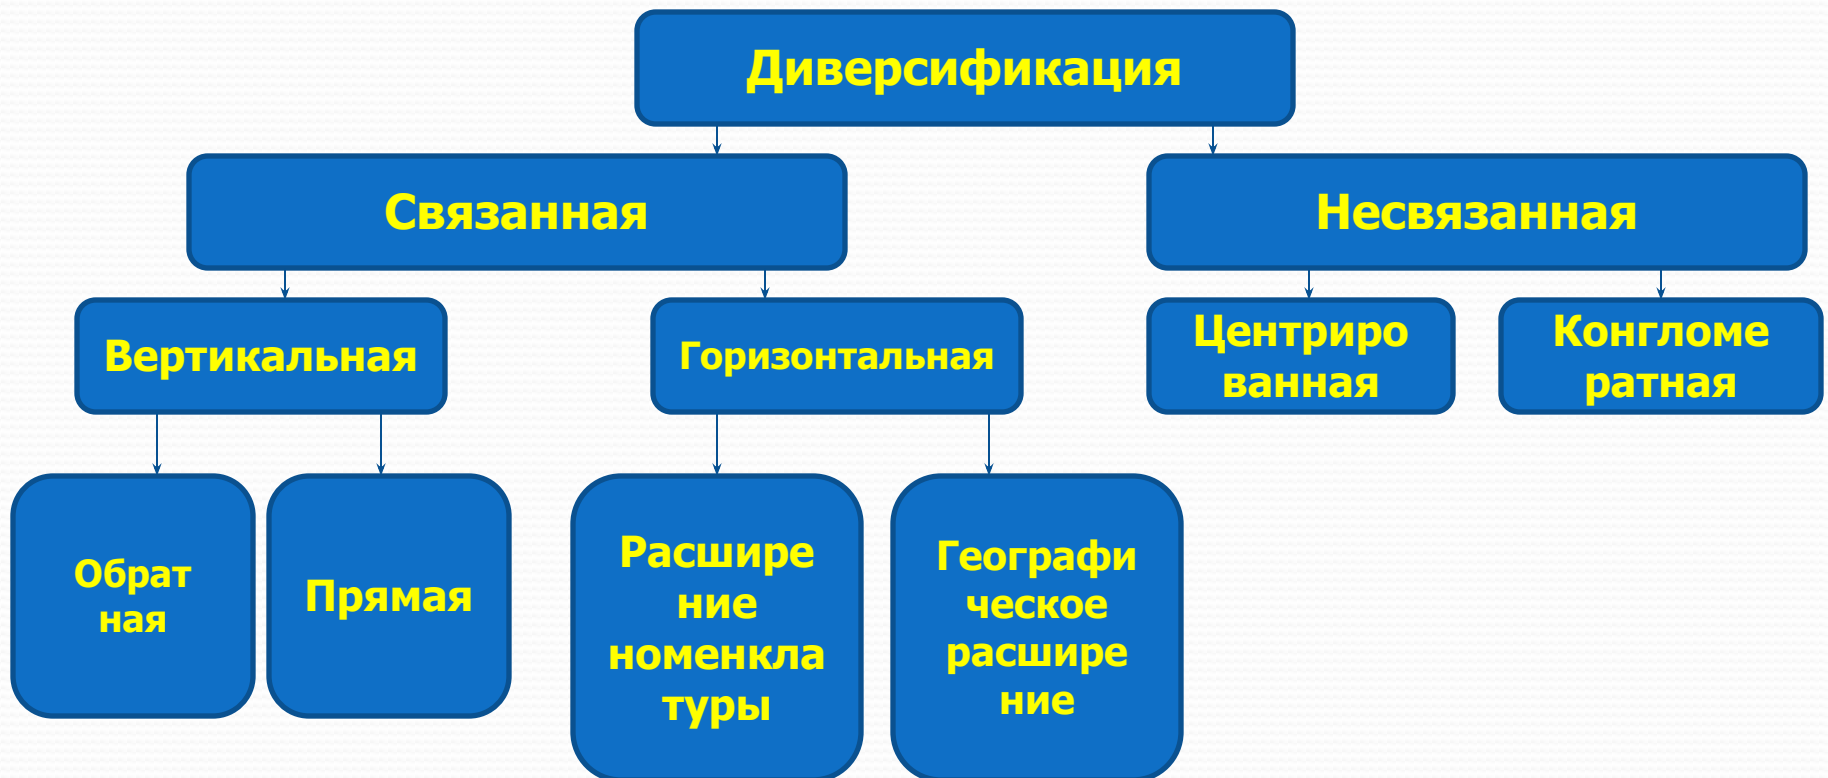 Диверсификация
Связанная
Несвязанная
Вертикальная
Горизонтальная
Центриро
ванная
Конгломе
ратная
Обрат
ная
Прямая
Расшире
ние
номенкла
туры
Географи
ческое
расшире
ние